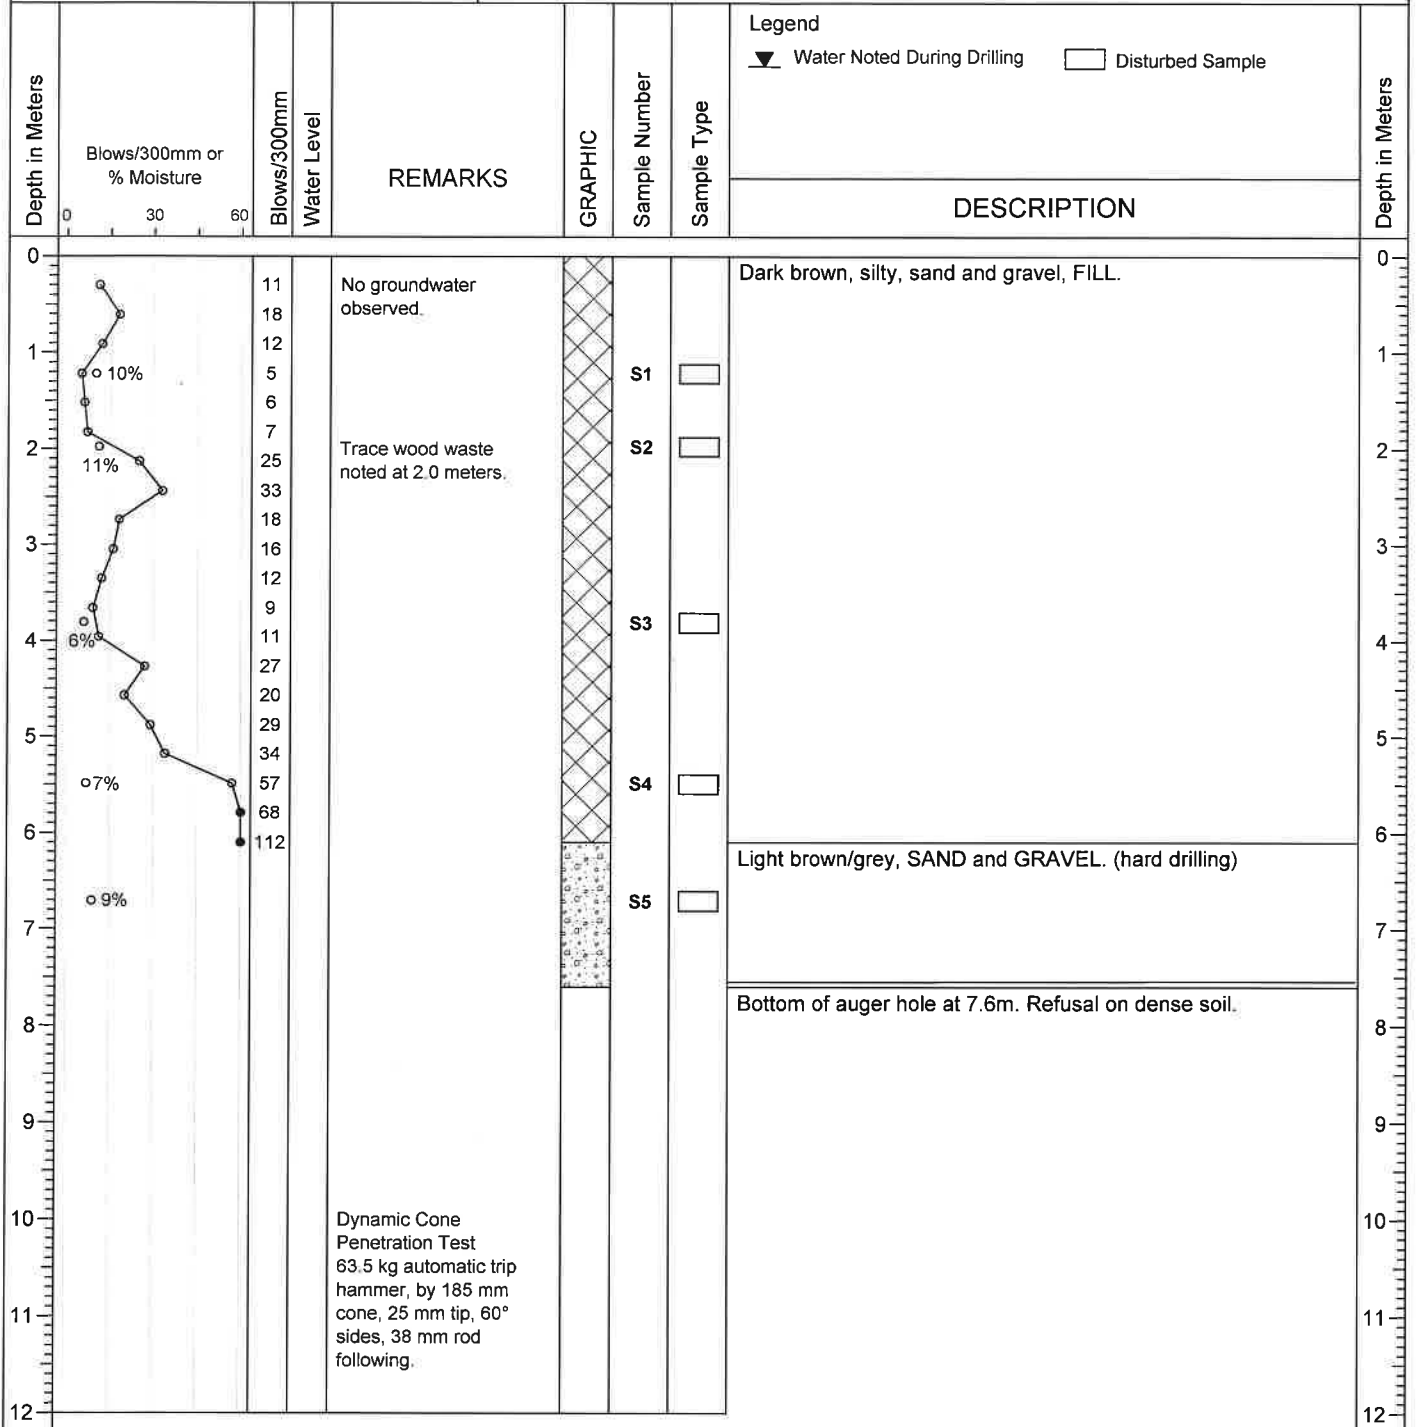 Legend
Water Noted During Drilling
Disturbed Sample
Depth in Meters
Blows/300mm or
% Moisture
0 30 60
Blows/300mm
Water Level
REMARKS
GRAPHIC
Sample Number
Sample Type
DESCRIPTION
Depth in Meters
0
1
2
3
4
5
6
7
8
9
10
11
12
10%
11%
6%
7%
9%
11
18
12
5
6
7
25
33
18
16
12
9
11
27
20
29
34
57
68
112
No groundwater
observed.
Trace wood waste
noted at 2.0 meters.
Dynamic Cone
Penetration Test
63.5 kg automatic trip
hammer, by 185 mm
cone, 25 mm tip, 60°
sides, 38 mm rod
following.
S1
S2
S3
S4
S5
Dark brown, silty, sand and gravel, FILL.
Light brown/grey, SAND and GRAVEL. (hard drilling)
Bottom of auger hole at 7.6m. Refusal on dense soil.
0
1
2
3
4
5
6
7
8
9
10
11
12